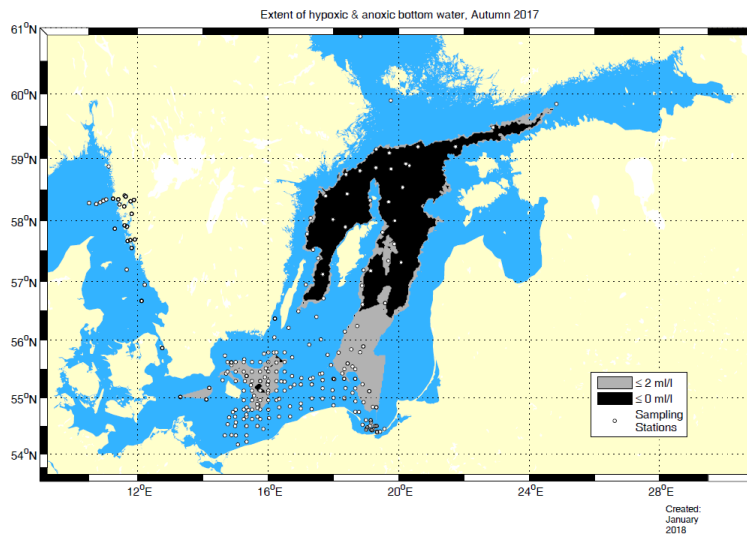 Extent of hypoxic & anoxic bottom water, Autumn 2017
61°N
60°N
59°N
58°N
57°N
56°N
55°N
54°N
≤ 2 ml/l
≤ 0 ml/l
Sampling
Stations
12°E
16°E
20°E
24°E
28°E
Created:
January
2018